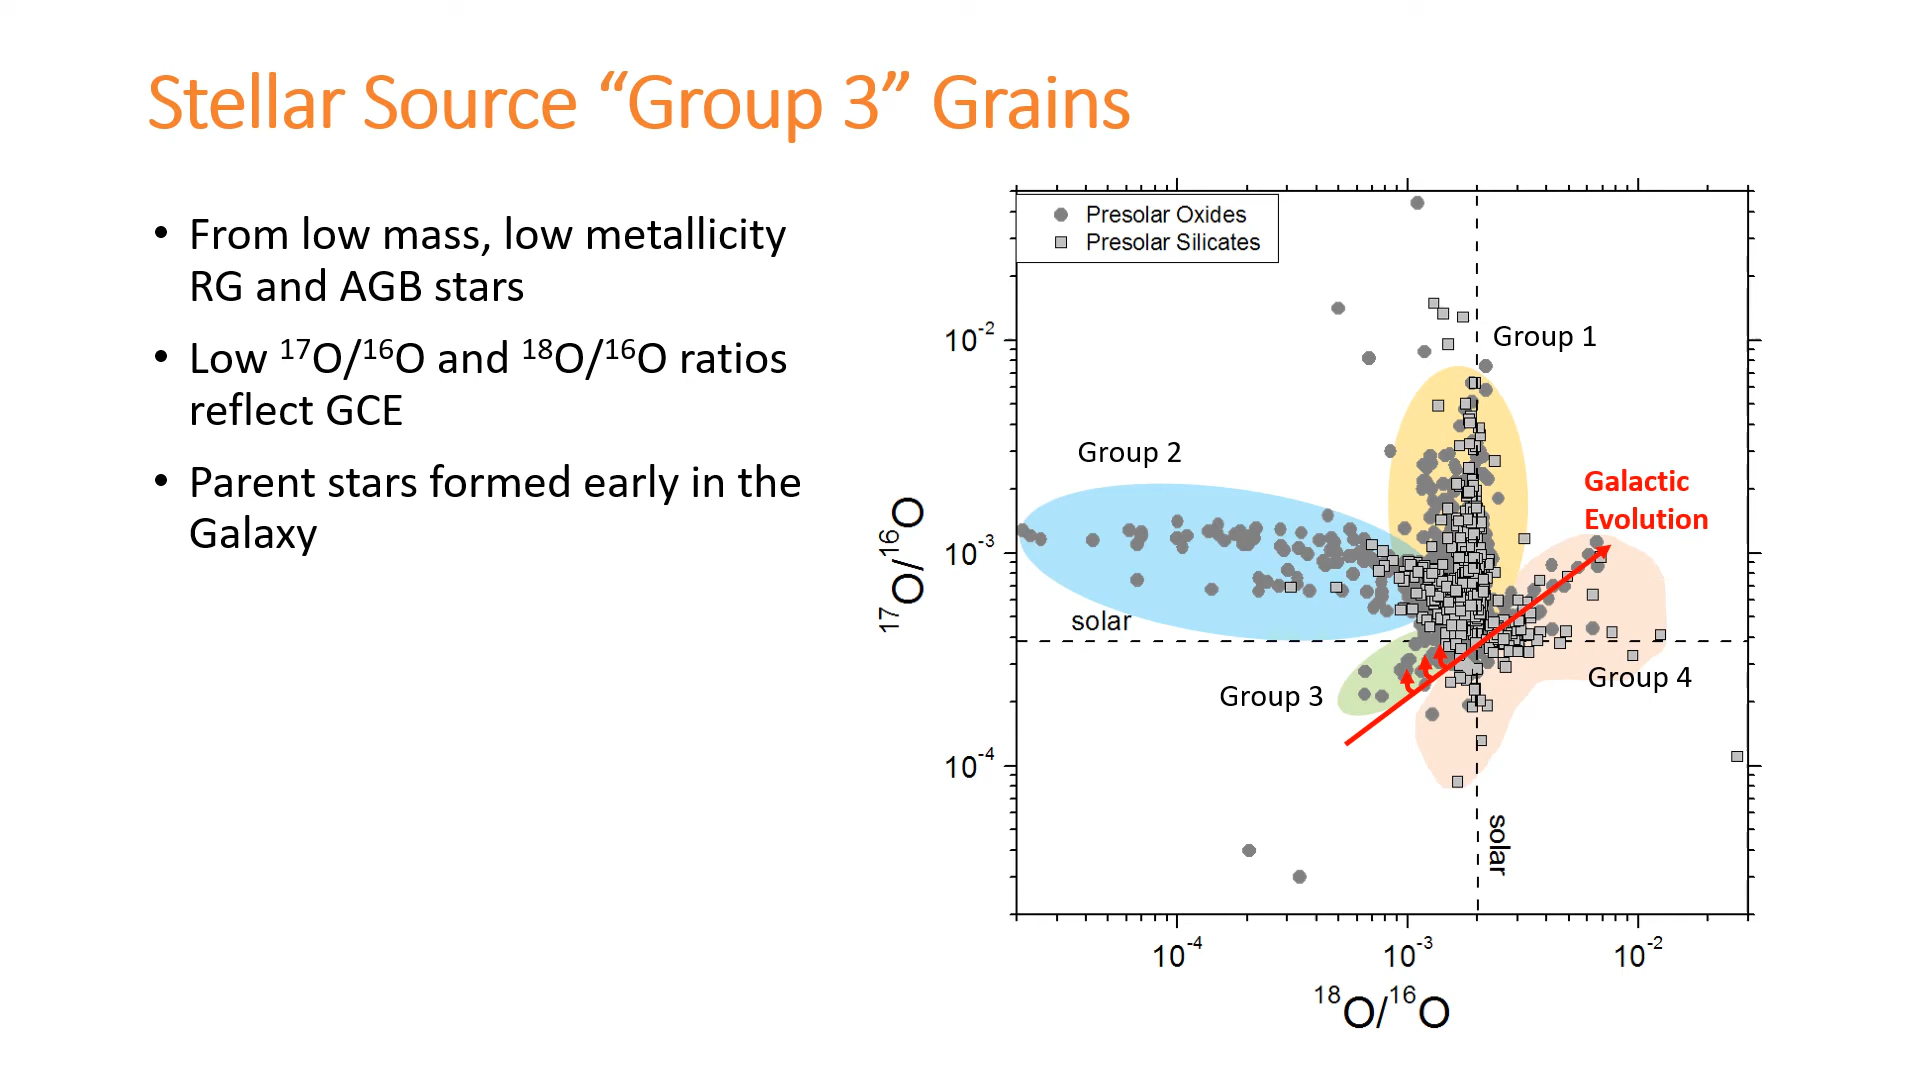 Stellar Source “Group 3” Grains
• From low mass, low metallicity
RG and AGB stars
• Low ¹⁷O/¹⁶O and ¹⁸O/¹⁶O ratios
reflect GCE
• Parent stars formed early in the
Galaxy
Presolar Oxides
Presolar Silicates
Group 1
Group 2
Galactic
Evolution
solar
Group 3
Group 4
solar
10⁻²
10⁻³
10⁻⁴
¹⁷O/¹⁶O
10⁻⁴ 10⁻³ 10⁻²
¹⁸O/¹⁶O